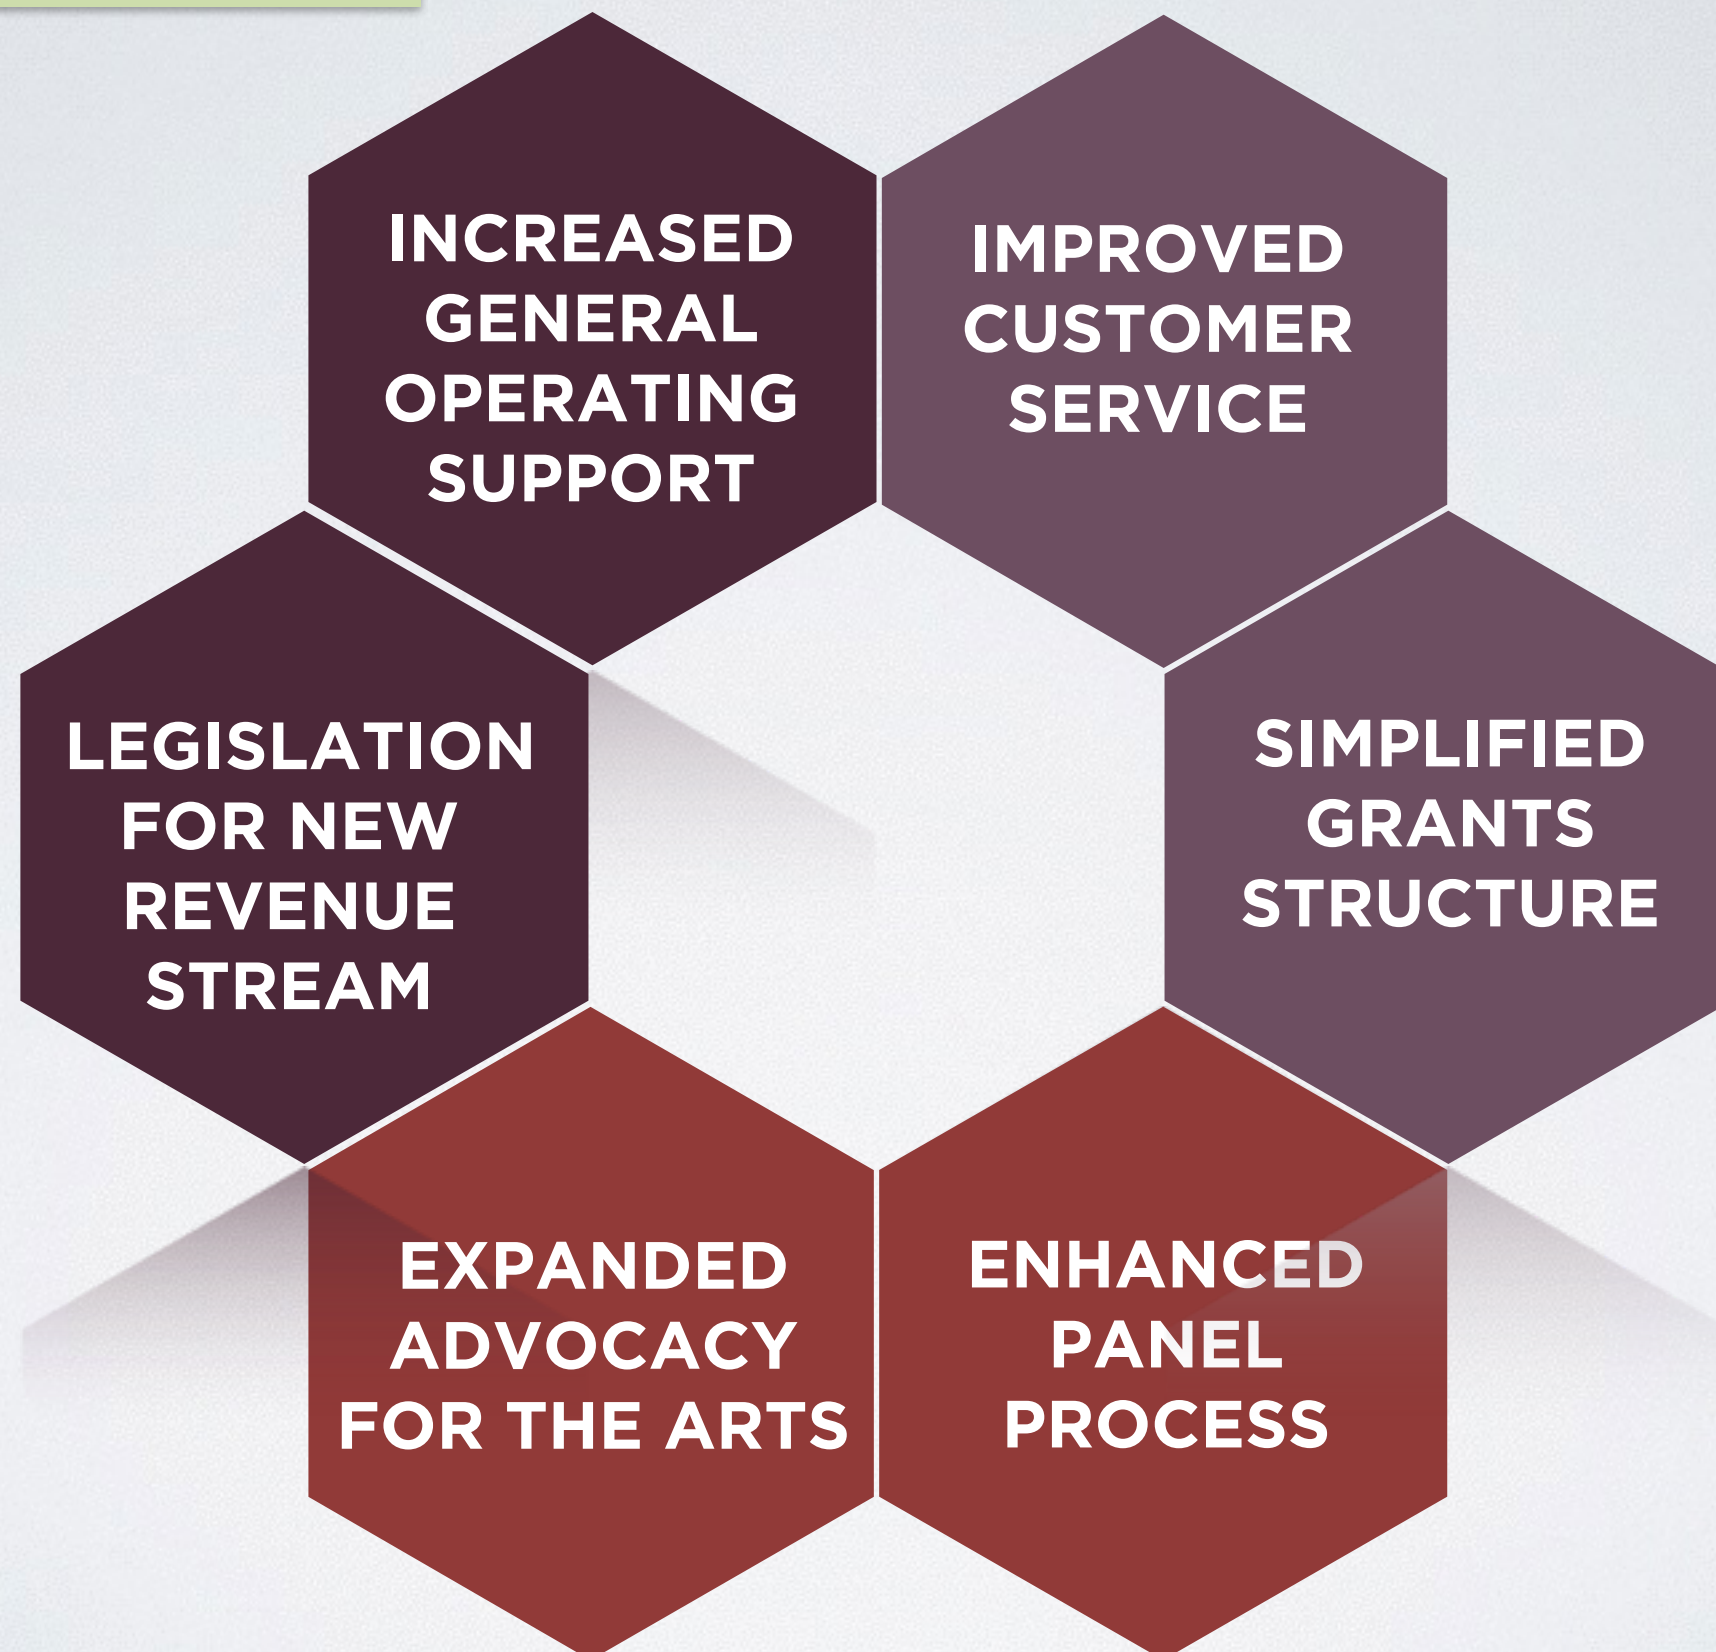 INCREASED
GENERAL
OPERATING
SUPPORT
IMPROVED
CUSTOMER
SERVICE
LEGISLATION
FOR NEW
REVENUE
STREAM
SIMPLIFIED
GRANTS
STRUCTURE
EXPANDED
ADVOCACY
FOR THE ARTS
ENHANCED
PANEL
PROCESS